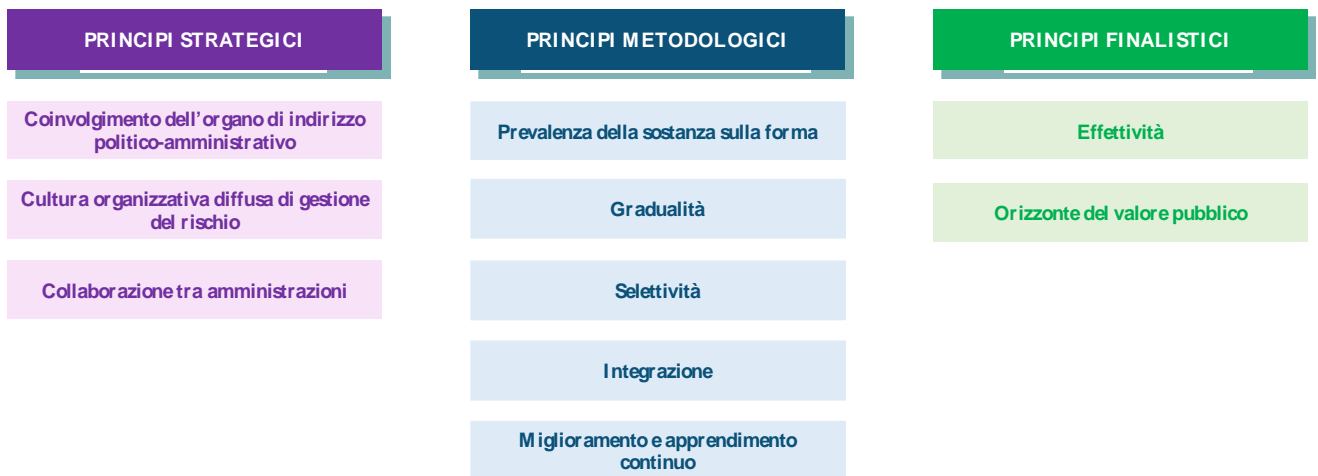 PRINCIPI STRATEGICI
Coinvolgimento dell'organo di indirizzo
politico-amministrativo
Cultura organizzativa diffusa di gestione
del rischio
Collaborazione tra amministrazioni
PRINCIPI METODOLOGICI
Prevalenza della sostanza sulla forma
Gradualità
Selettività
Integrazione
Miglioramento e apprendimento
continuo
PRINCIPI FINALISTICI
Effettività
Orizzonte del valore pubblico